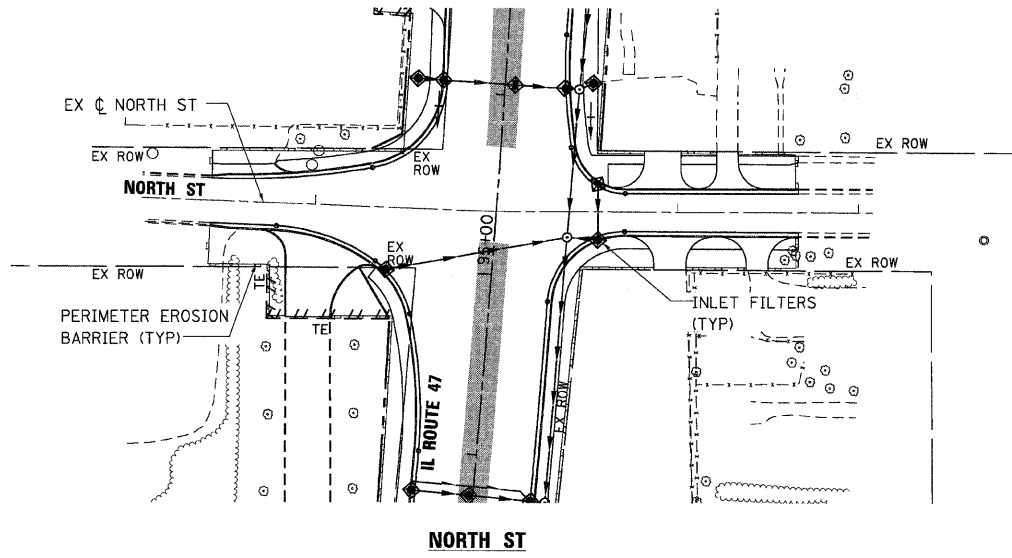 EX ℄ NORTH ST
EX ROW
EX
ROW
EX ROW
NORTH ST
195+00
EX
ROW
EX ROW
EX ROW
TE
PERIMETER EROSION
BARRIER (TYP)
TE
INLET FILTERS
(TYP)
EX ROW
IL ROUTE 47
NORTH ST